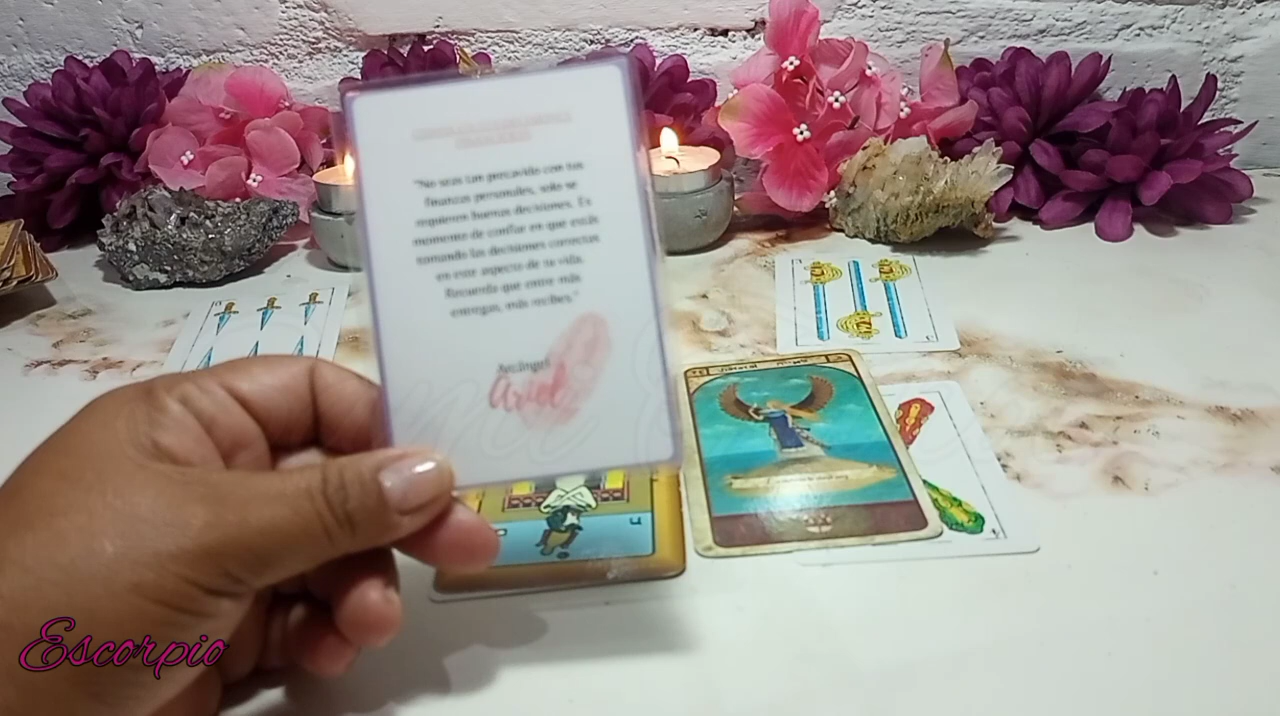 "No seas tan percavido con tus
finanzas personales, solo se
requieren buenas decisiones. Es
momento de confiar en que estás
tomando las decisiones correctas
en este aspecto de tu vida.
Recuerda que entre más
entregas, más recibes."
Arcángel
Ariel
Escorpio